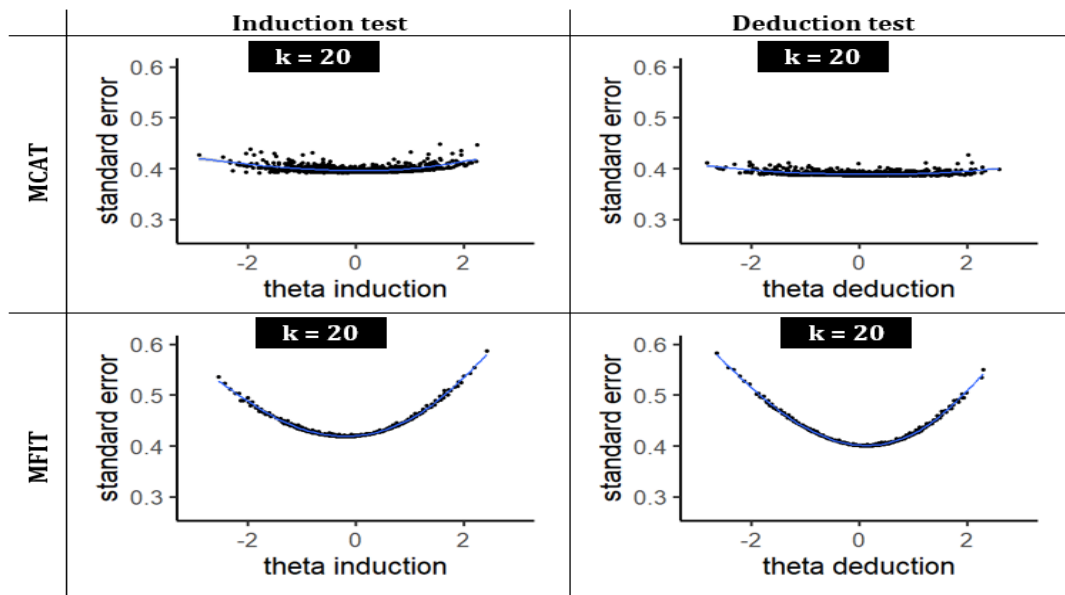 Induction test
Deduction test
MCAT
k = 20
0.6
0.5
0.4
0.3
standard error
-2
0
2
theta induction
k = 20
0.6
0.5
0.4
0.3
standard error
-2
0
2
theta deduction
MFIT
k = 20
0.6
0.5
0.4
0.3
standard error
-2
0
2
theta induction
k = 20
0.6
0.5
0.4
0.3
standard error
-2
0
2
theta deduction